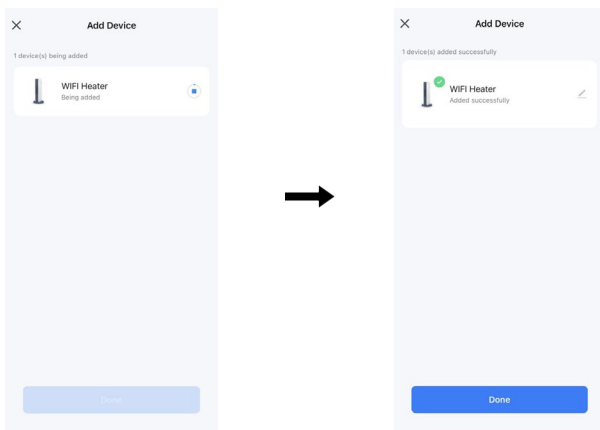 Add Device
1 device(s) being added
WIFI Heater
Being added
Done
Add Device
1 device(s) added successfully
WIFI Heater
Added successfully
Done